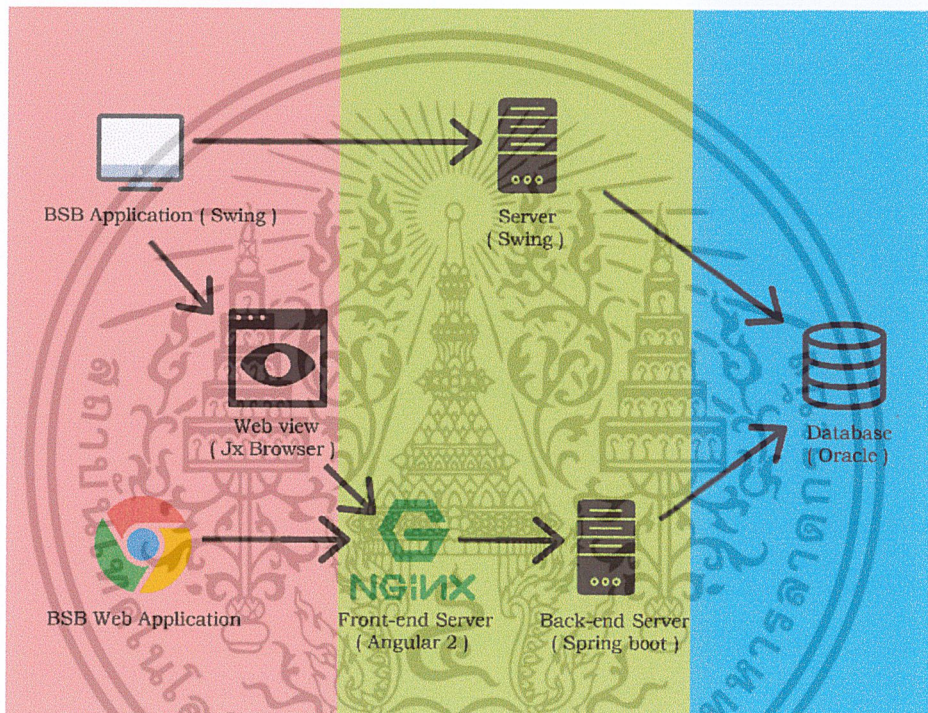 BSB Application ( Swing )
Server
( Swing )
Web view
( Jx Browser )
Database
( Oracle )
NGiNX
BSB Web Application
Front-end Server
( Angular 2 )
Back-end Server
( Spring boot )